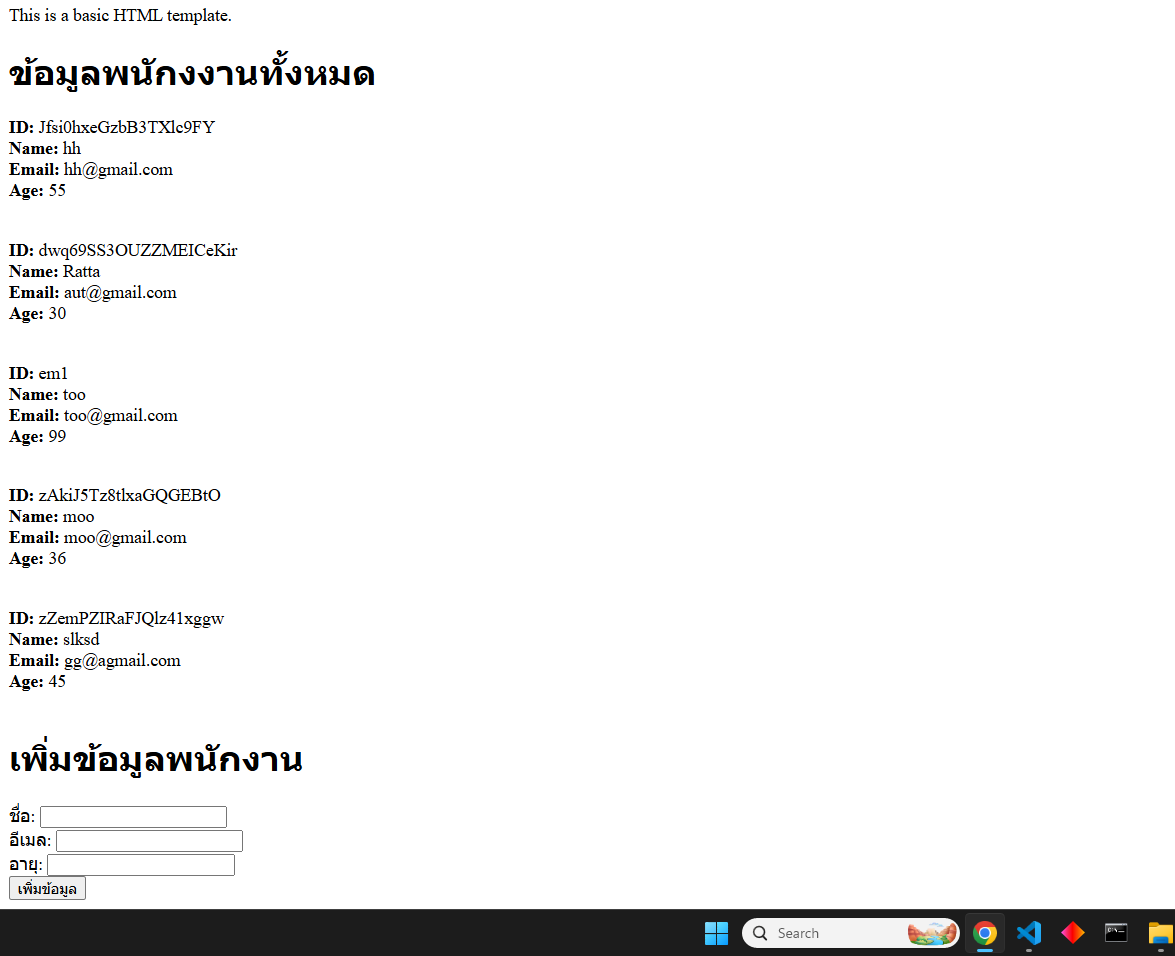 This is a basic HTML template.
ข้อมูลพนักงงานทั้งหมด
ID: Jfsi0hxeGzbB3TXlc9FY
Name: hh
Email: hh@gmail.com
Age: 55
ID: dwq69SS3OUZZMEICeKir
Name: Ratta
Email: aut@gmail.com
Age: 30
ID: em1
Name: too
Email: too@gmail.com
Age: 99
ID: zAkiJ5Tz8tlxaGQGEBtO
Name: moo
Email: moo@gmail.com
Age: 36
ID: zZemPZIRaFJQlz41xggw
Name: slksd
Email: gg@agmail.com
Age: 45
เพิ่มข้อมูลพนักงาน
ชื่อ:
อีเมล:
อายุ:
เพิ่มข้อมูล
Search